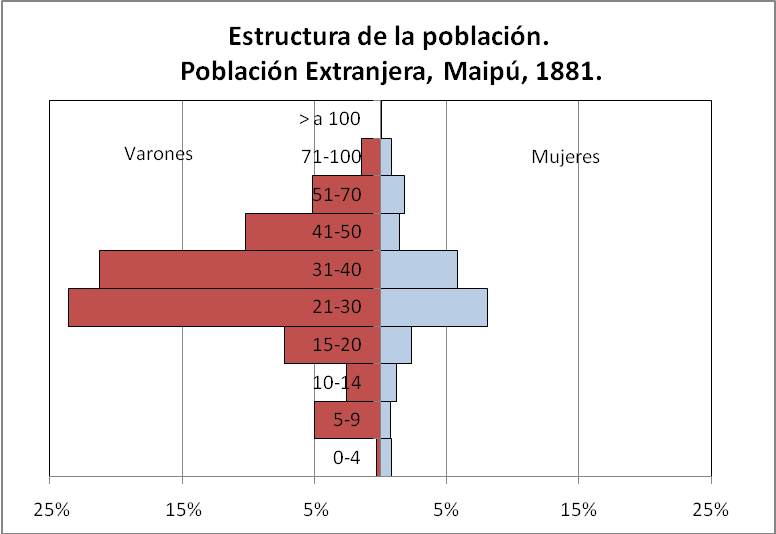 Estructura de la población.
Población Extranjera, Maipú, 1881.
> a 100
Varones
71-100
Mujeres
51-70
41-50
31-40
21-30
15-20
10-14
5-9
0-4
25% 15% 5% 5% 15% 25%